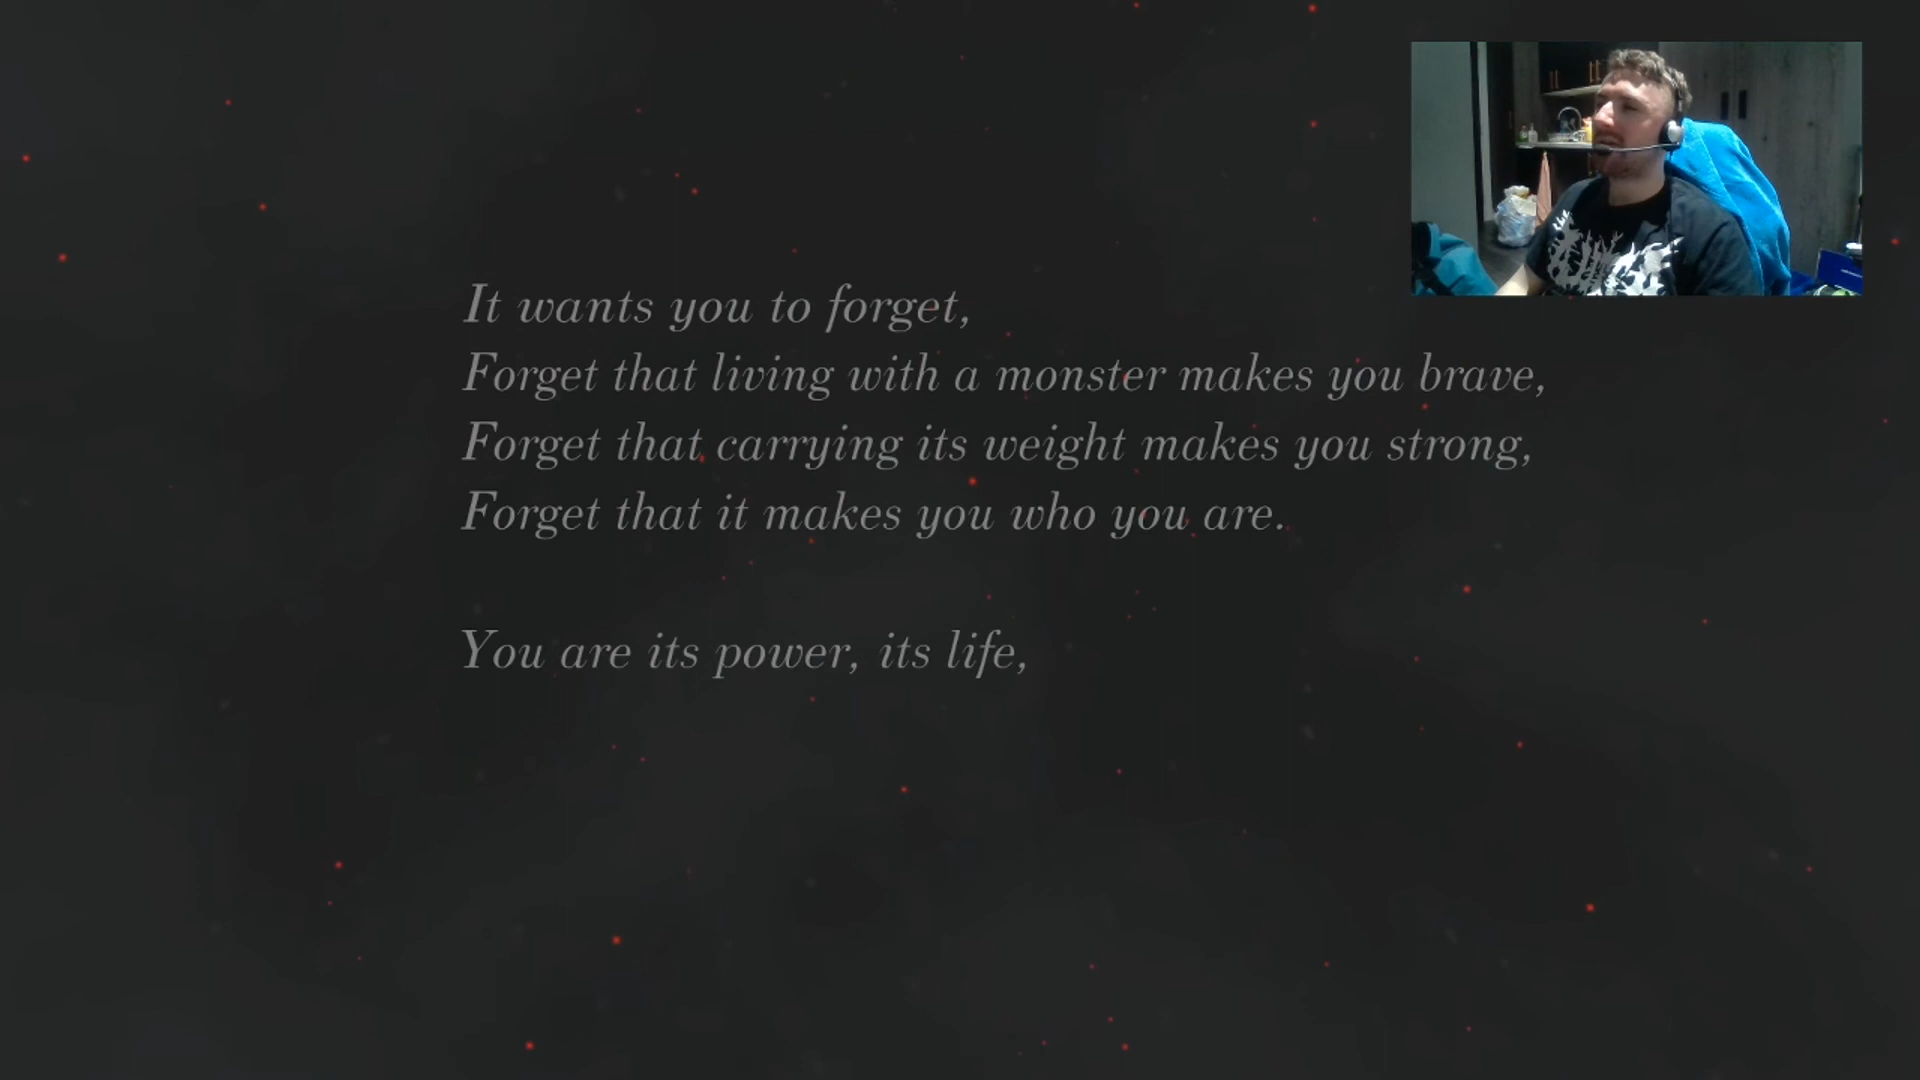 It wants you to forget,
Forget that living with a monster makes you brave,
Forget that carrying its weight makes you strong,
Forget that it makes you who you are.
You are its power, its life,